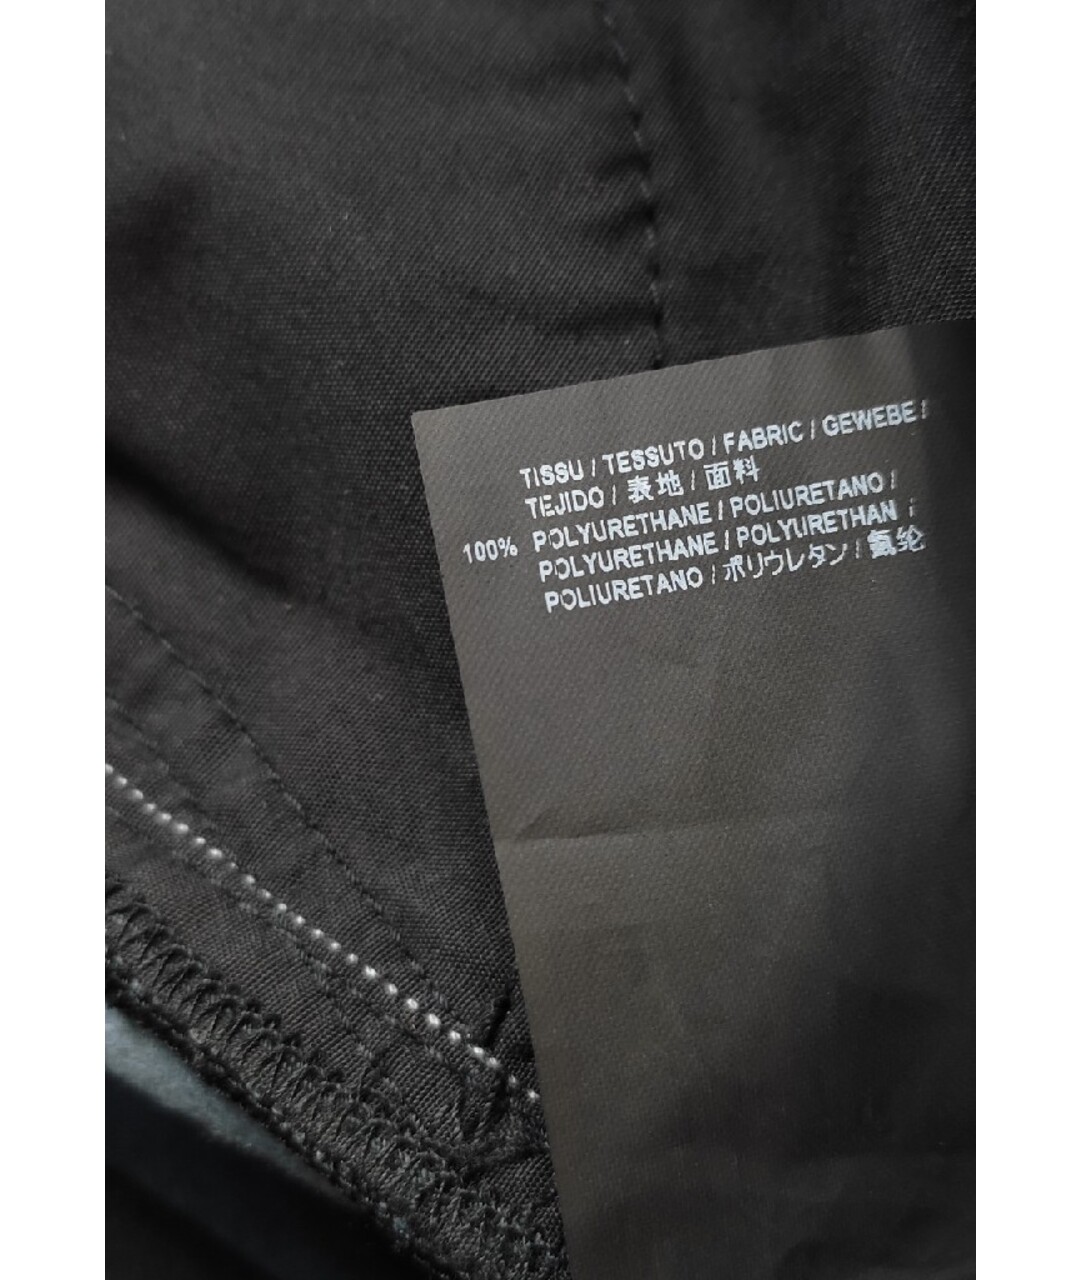 TISSU / TESSUTO / FABRIC / GEWEBE /
TEJIDO / 表地 / 面料
100% POLYURETHANE / POLIURETANO /
POLYURETHANE / POLYURETHAN /
POLIURETANO / ポリウレタン / 氨纶